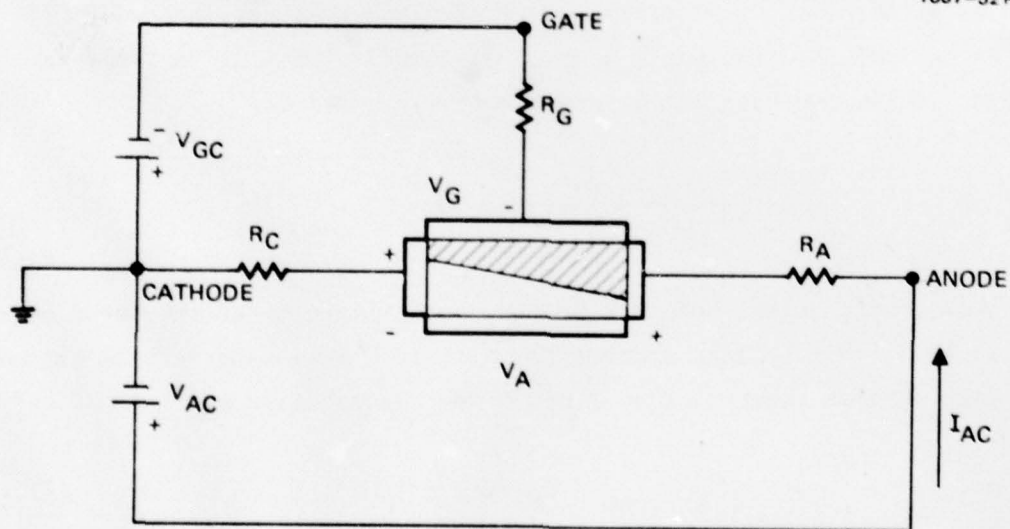 GATE
R_G
- V_GC
+
V_G
-
R_C
+
R_A
CATHODE
ANODE
-
+
V_A
V_AC
+
I_AC